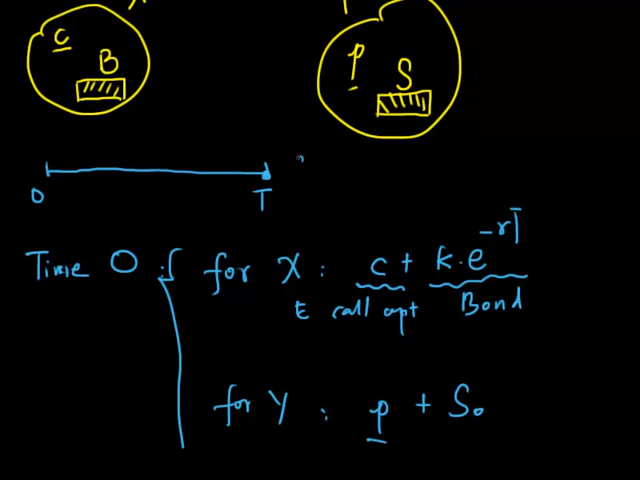 c B p S
0 T
Time 0 : for X : c + k.e^-rT
E call opt Bond
for Y : p + S₀